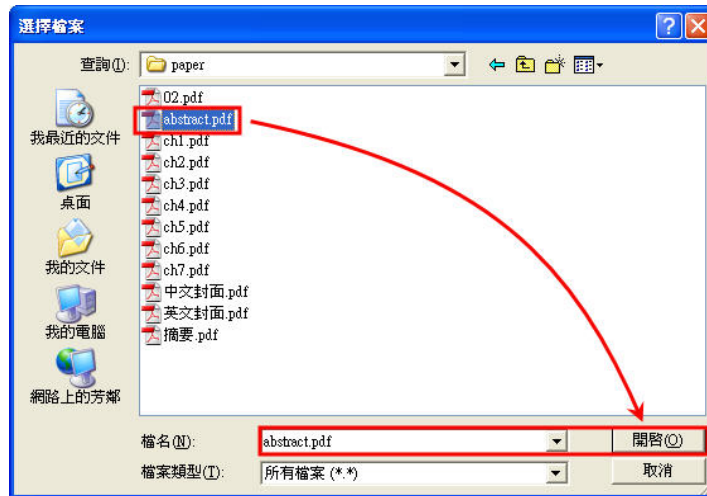 選擇檔案
查詢(I):
paper
我最近的文件
桌面
我的文件
我的電腦
網路上的芳鄰
02.pdf
abstract.pdf
ch1.pdf
ch2.pdf
ch3.pdf
ch4.pdf
ch5.pdf
ch6.pdf
ch7.pdf
中文封面.pdf
英文封面.pdf
摘要.pdf
檔名(N): abstract.pdf 開啓(O)
檔案類型(T): 所有檔案 (*.*) 取消